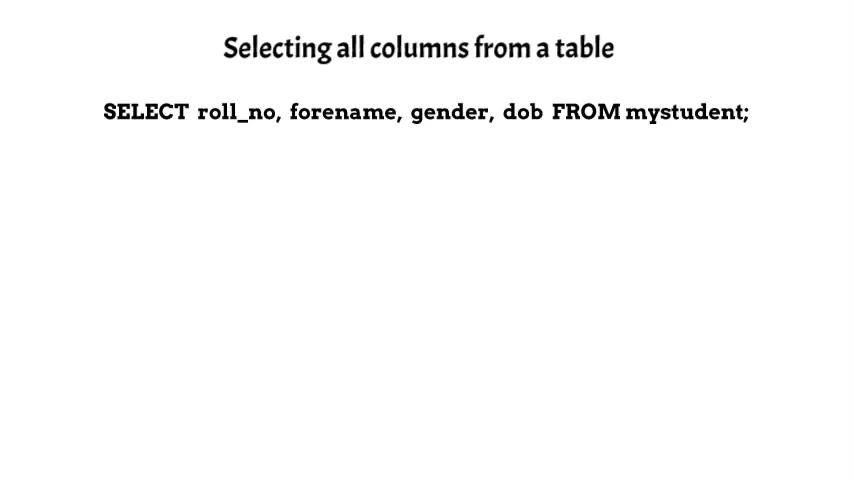 Selecting all columns from a table
SELECT roll_no, forename, gender, dob FROM mystudent;